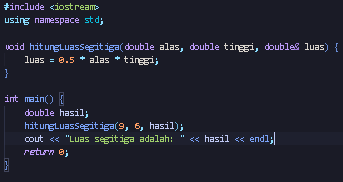 #include <iostream>
using namespace std;
void hitungLuasSegitiga(double alas, double tinggi, double& luas) {
    luas = 0.5 * alas * tinggi;
}
int main() {
    double hasil;
    hitungLuasSegitiga(9, 6, hasil);
    cout << "Luas segitiga adalah: " << hasil << endl;
    return 0;
}